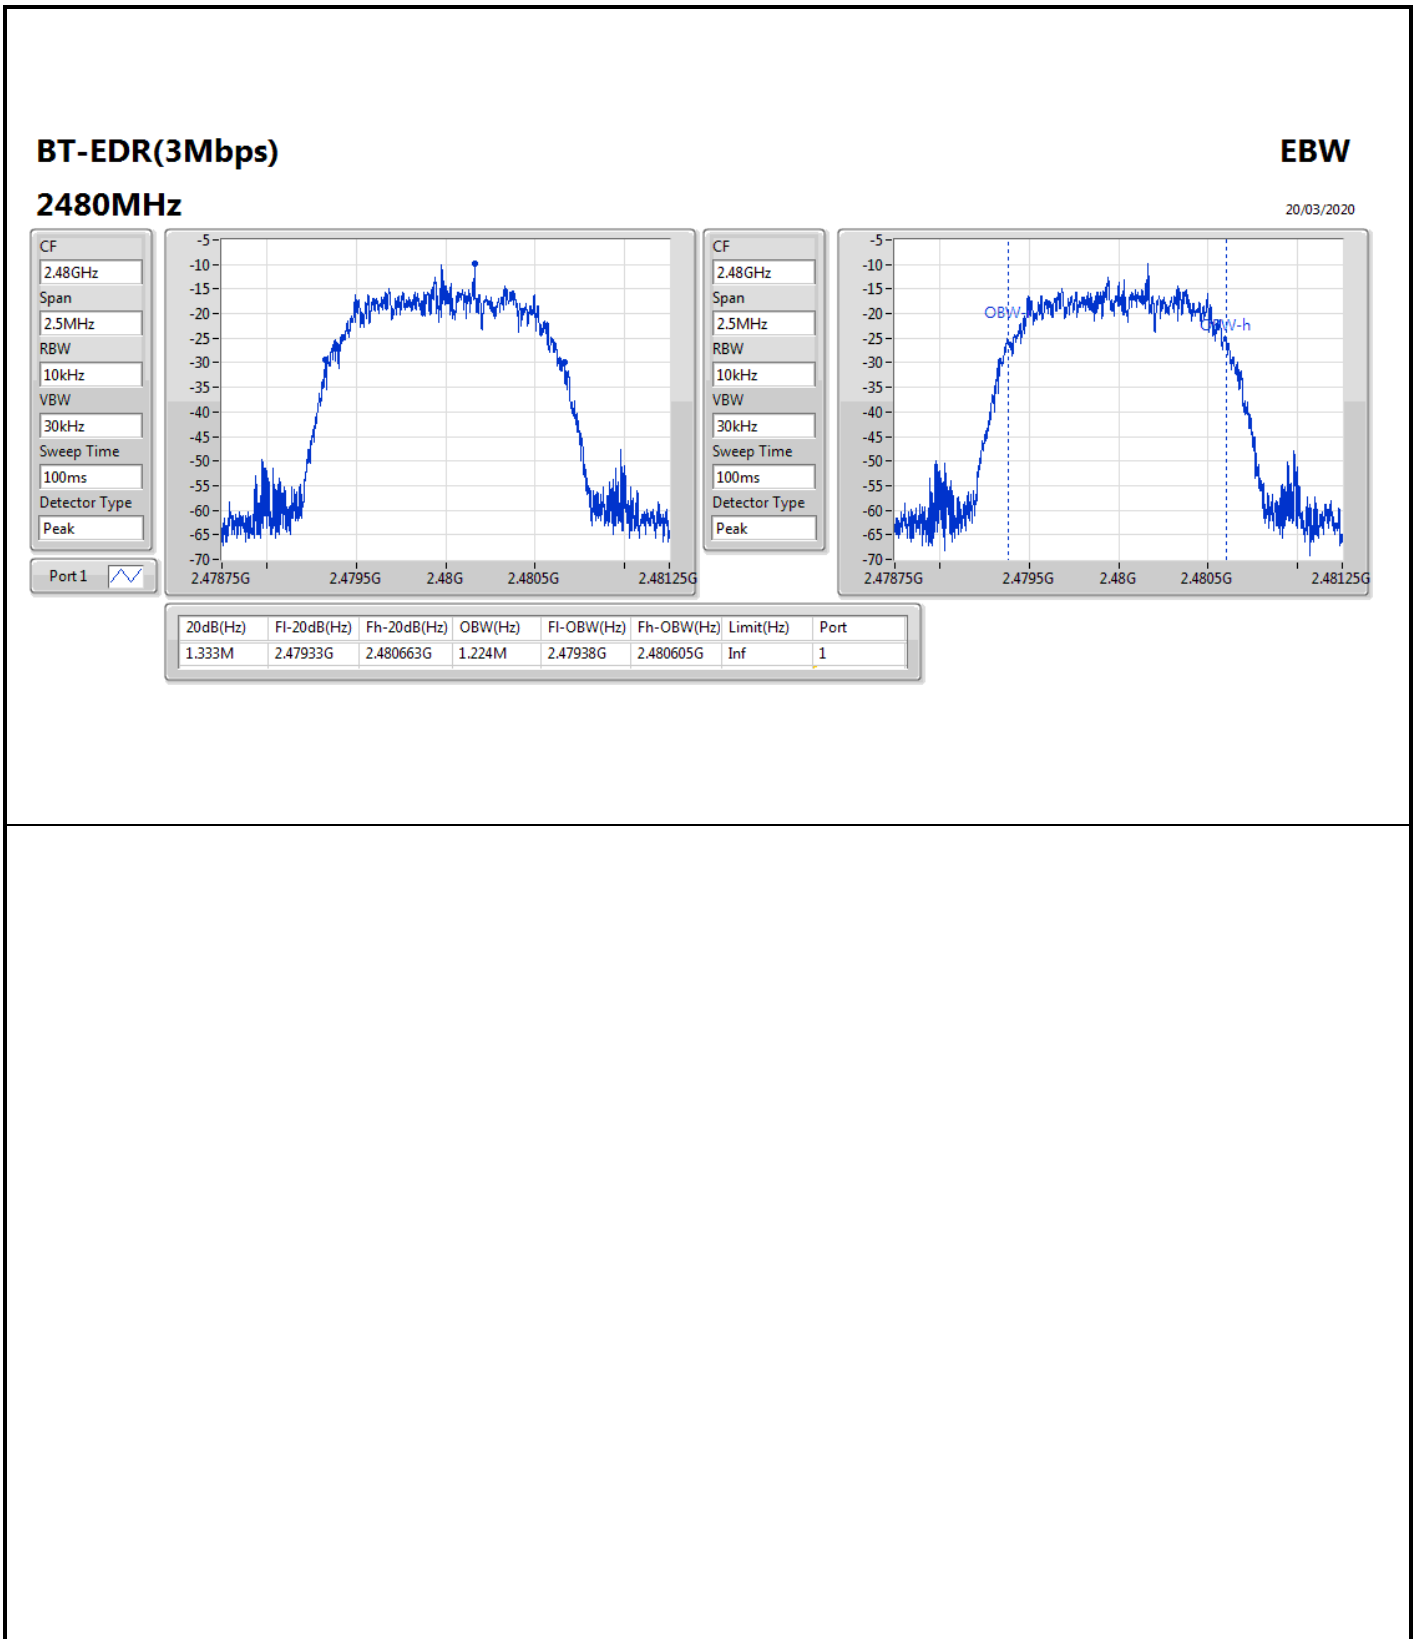 BT-EDR(3Mbps)
EBW
2480MHz
20/03/2020
CF
2.48GHz
Span
2.5MHz
RBW
10kHz
VBW
30kHz
Sweep Time
100ms
Detector Type
Peak
Port 1
-5
-10
-15
-20
-25
-30
-35
-40
-45
-50
-55
-60
-65
-70
2.47875G 2.4795G 2.48G 2.4805G 2.48125G
CF
2.48GHz
Span
2.5MHz
RBW
10kHz
VBW
30kHz
Sweep Time
100ms
Detector Type
Peak
-5
-10
-15
-20
-25
-30
-35
-40
-45
-50
-55
-60
-65
-70
OBW-
OBW-h
2.47875G 2.4795G 2.48G 2.4805G 2.48125G
20dB(Hz) Fl-20dB(Hz) Fh-20dB(Hz) OBW(Hz) Fl-OBW(Hz) Fh-OBW(Hz) Limit(Hz) Port
1.333M 2.47933G 2.480663G 1.224M 2.47938G 2.480605G Inf 1